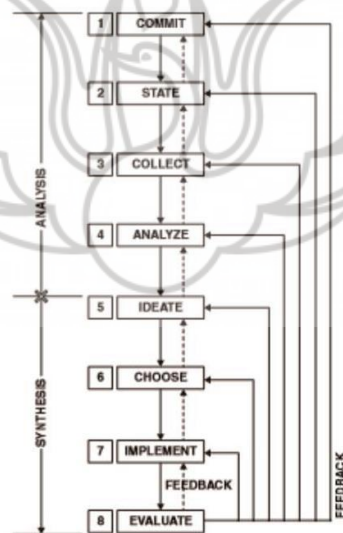 1 COMMIT
2 STATE
3 COLLECT
ANALYSIS
4 ANALYZE
5 IDEATE
6 CHOOSE
SYNTHESIS
7 IMPLEMENT
FEEDBACK
FEEDBACK
8 EVALUATE